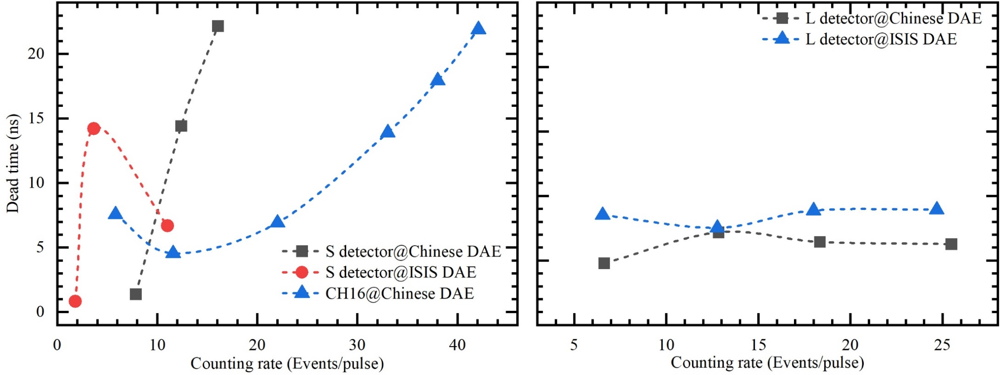 20
15
10
5
0
Dead time (ns)
S detector@Chinese DAE
S detector@ISIS DAE
CH16@Chinese DAE
0 10 20 30 40
Counting rate (Events/pulse)
L detector@Chinese DAE
L detector@ISIS DAE
5 10 15 20 25
Counting rate (Events/pulse)